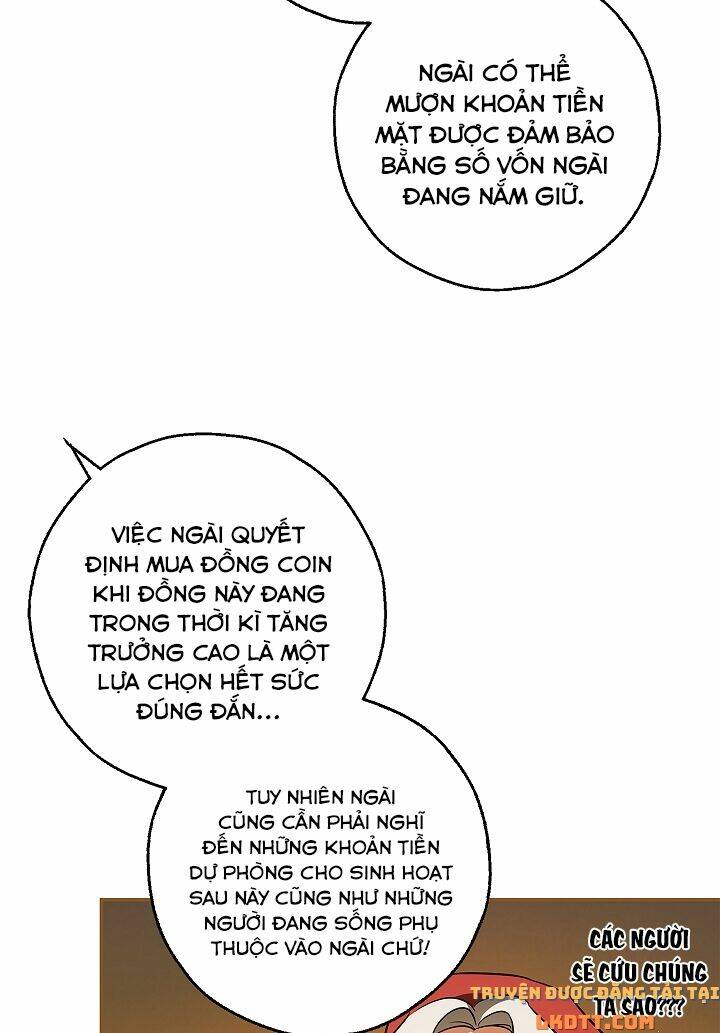 NGÀI CÓ THỂ
MƯỢN KHOẢN TIỀN
MẶT ĐƯỢC ĐẢM BẢO
BẰNG SỐ VỐN NGÀI
ĐANG NẮM GIỮ.
VIỆC NGÀI QUYẾT
ĐỊNH MUA ĐỒNG COIN
KHI ĐỒNG NÀY ĐANG
TRONG THỜI KÌ TĂNG
TRƯỞNG CAO LÀ MỘT
LỰA CHỌN HẾT SỨC
ĐÚNG ĐẮN...
TUY NHIÊN NGÀI
CŨNG CẦN PHẢI NGHĨ
ĐẾN NHỮNG KHOẢN TIỀN
DỰ PHÒNG CHO SINH HOẠT
SAU NÀY CŨNG NHƯ NHỮNG
NGƯỜI ĐANG SỐNG PHỤ
THUỘC VÀO NGÀI CHỨ!
CÁC NGƯỜI
SẼ CỨU CHÚNG
TA SAO???
TRUYỆN ĐƯỢC ĐĂNG TẢI TẠI
LKDTT.COM